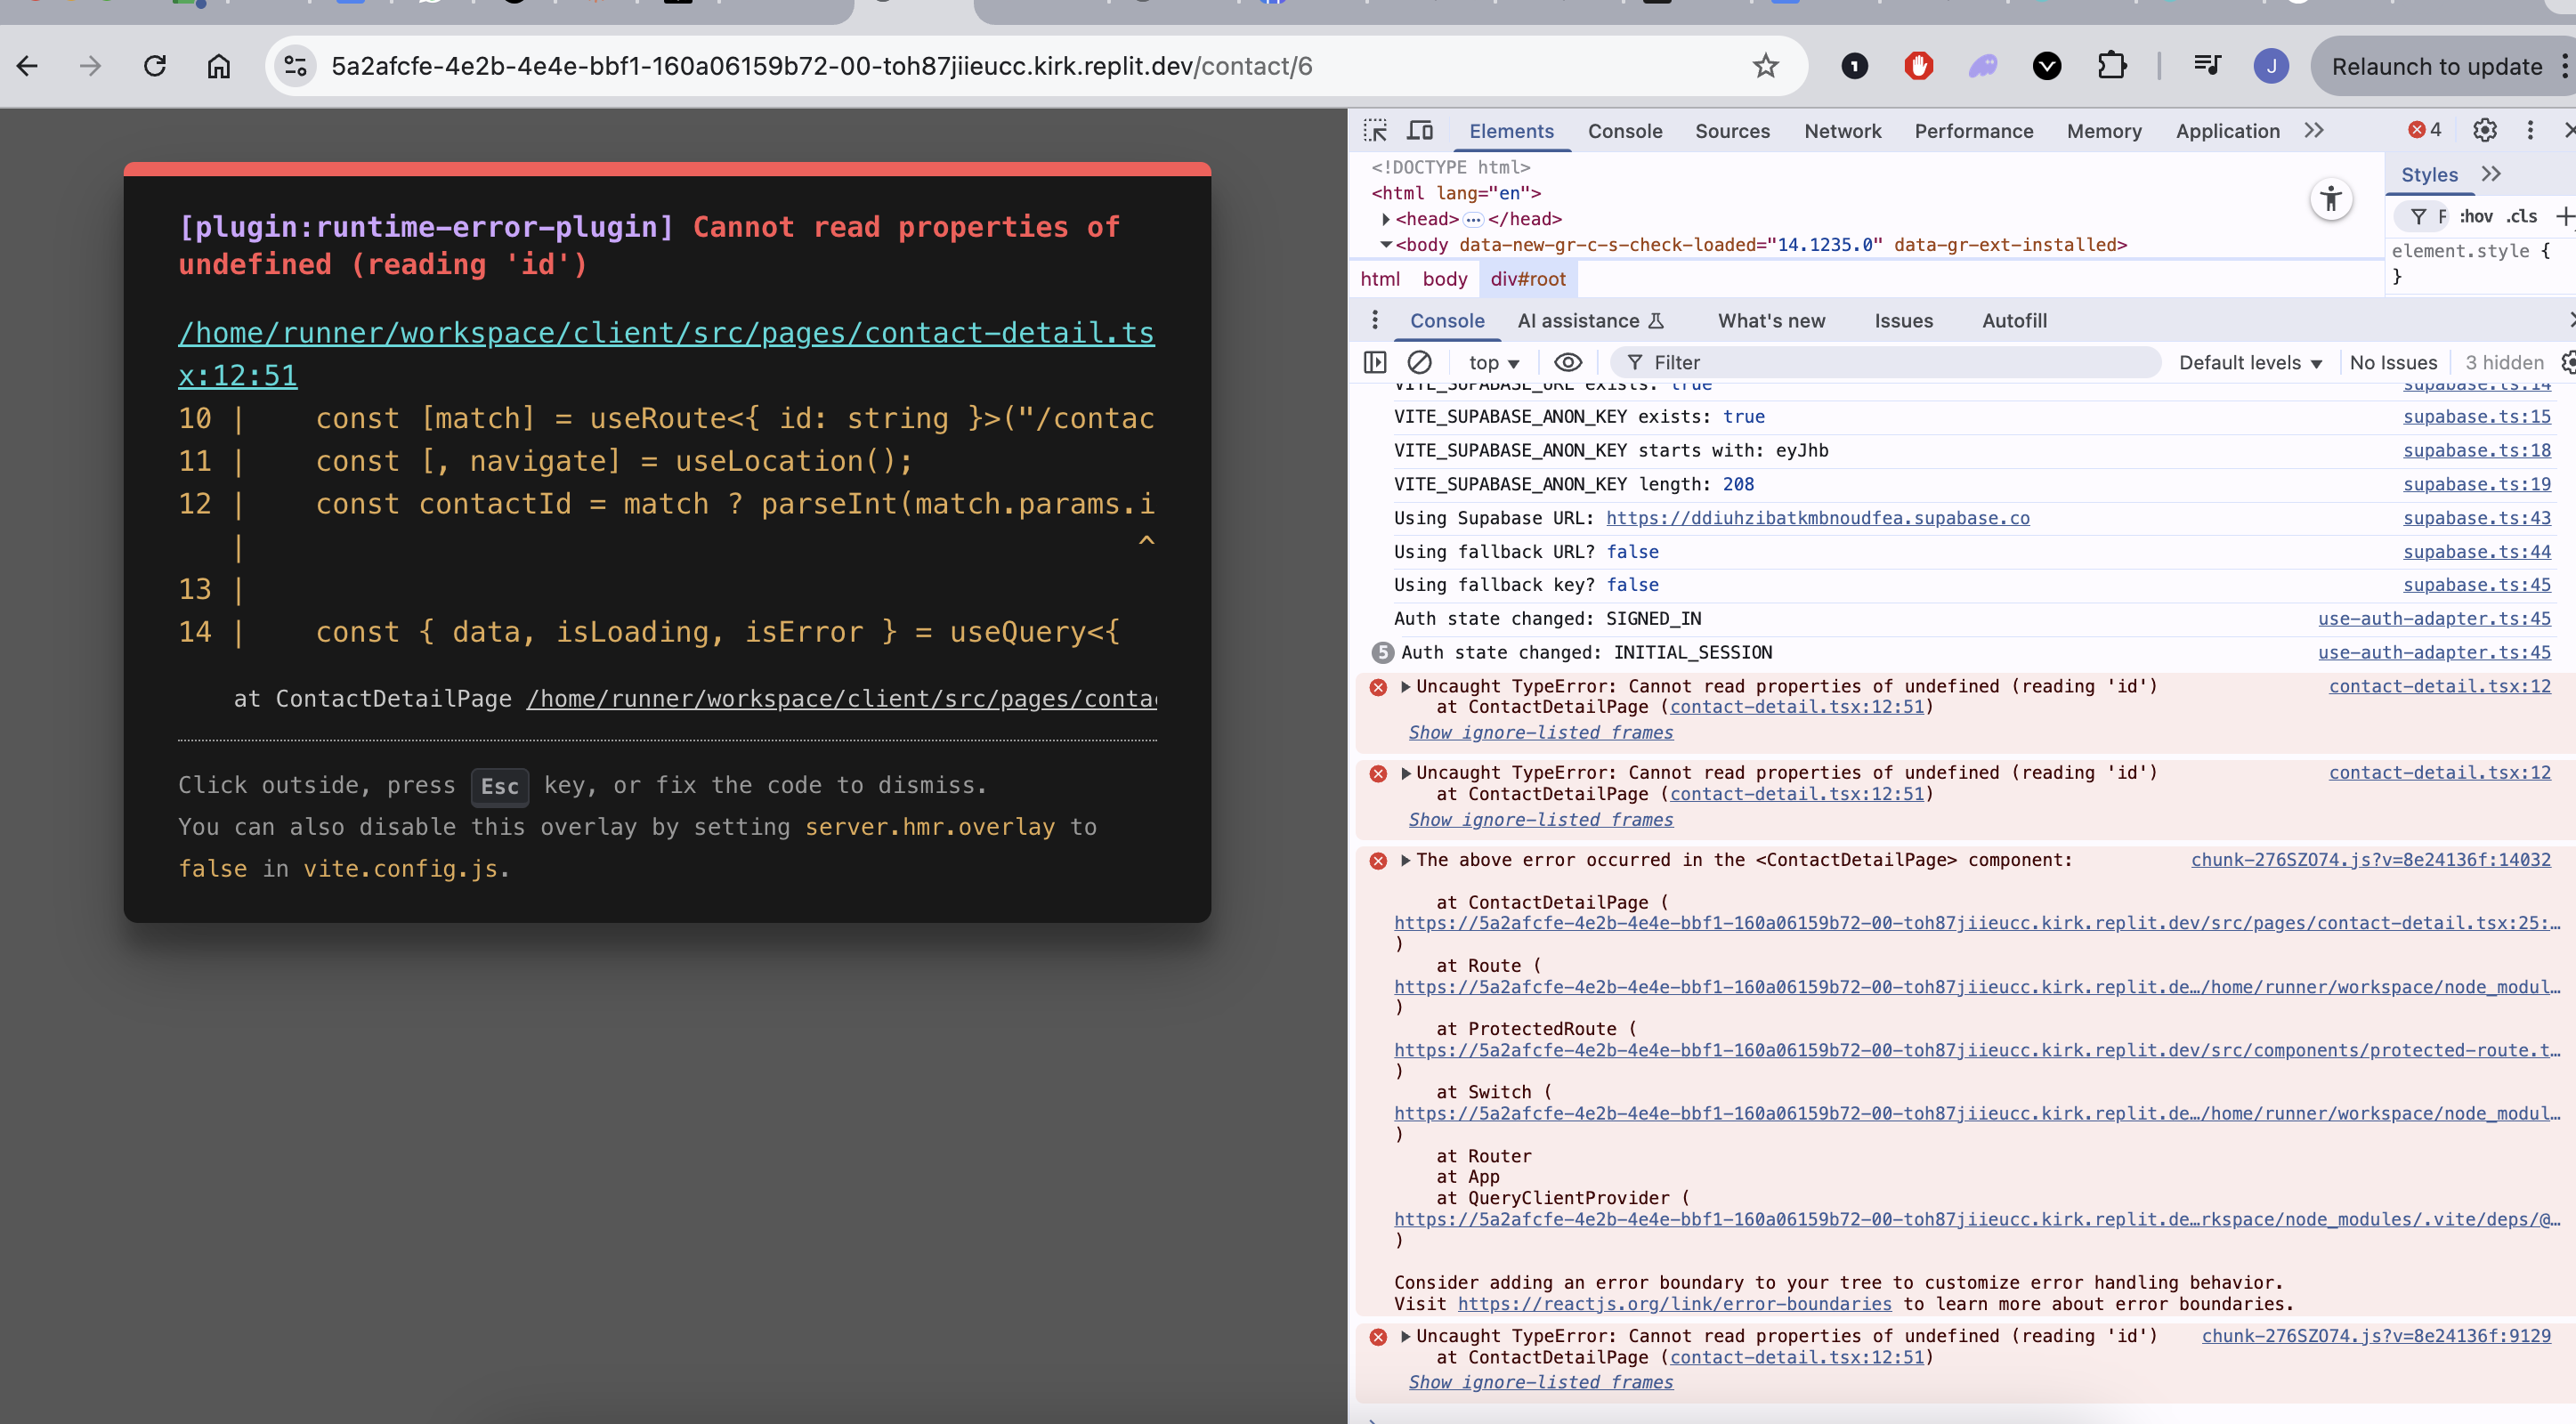 5a2afcfe-4e2b-4e4e-bbf1-160a06159b72-00-toh87jiieucc.kirk.replit.dev/contact/6
J
Relaunch to update
[plugin:runtime-error-plugin] Cannot read properties of
undefined (reading 'id')
/home/runner/workspace/client/src/pages/contact-detail.ts
x:12:51
10 | const [match] = useRoute<{ id: string }>("/contac
11 | const [, navigate] = useLocation();
12 | const contactId = match ? parseInt(match.params.i
| ^
13 |
14 | const { data, isLoading, isError } = useQuery<{
at ContactDetailPage /home/runner/workspace/client/src/pages/contac
Click outside, press Esc key, or fix the code to dismiss.
You can also disable this overlay by setting server.hmr.overlay to
false in vite.config.js.
Elements Console Sources Network Performance Memory Application 4
<!DOCTYPE html>
<html lang="en">
<head> ··· </head>
<body data-new-gr-c-s-check-loaded="14.1235.0" data-gr-ext-installed>
html body div#root
Styles
F :hov .cls
element.style {
}
Console AI assistance What's new Issues Autofill
top Filter Default levels No Issues 3 hidden
VITE_SUPABASE_URL exists: true supabase.ts:14
VITE_SUPABASE_ANON_KEY exists: true supabase.ts:15
VITE_SUPABASE_ANON_KEY starts with: eyJhb supabase.ts:18
VITE_SUPABASE_ANON_KEY length: 208 supabase.ts:19
Using Supabase URL: https://ddiuhzibatkmbnoudfea.supabase.co supabase.ts:43
Using fallback URL? false supabase.ts:44
Using fallback key? false supabase.ts:45
Auth state changed: SIGNED_IN use-auth-adapter.ts:45
5 Auth state changed: INITIAL_SESSION use-auth-adapter.ts:45
Uncaught TypeError: Cannot read properties of undefined (reading 'id') contact-detail.tsx:12
at ContactDetailPage (contact-detail.tsx:12:51)
Show ignore-listed frames
Uncaught TypeError: Cannot read properties of undefined (reading 'id') contact-detail.tsx:12
at ContactDetailPage (contact-detail.tsx:12:51)
Show ignore-listed frames
The above error occurred in the <ContactDetailPage> component: chunk-276SZO74.js?v=8e24136f:14032
at ContactDetailPage (
https://5a2afcfe-4e2b-4e4e-bbf1-160a06159b72-00-toh87jiieucc.kirk.replit.dev/src/pages/contact-detail.tsx:25:…
)
at Route (
https://5a2afcfe-4e2b-4e4e-bbf1-160a06159b72-00-toh87jiieucc.kirk.replit.de…/home/runner/workspace/node_modul…
)
at ProtectedRoute (
https://5a2afcfe-4e2b-4e4e-bbf1-160a06159b72-00-toh87jiieucc.kirk.replit.dev/src/components/protected-route.t…
)
at Switch (
https://5a2afcfe-4e2b-4e4e-bbf1-160a06159b72-00-toh87jiieucc.kirk.replit.de…/home/runner/workspace/node_modul…
)
at Router
at App
at QueryClientProvider (
https://5a2afcfe-4e2b-4e4e-bbf1-160a06159b72-00-toh87jiieucc.kirk.replit.de…rkspace/node_modules/.vite/deps/@…
)
Consider adding an error boundary to your tree to customize error handling behavior.
Visit https://reactjs.org/link/error-boundaries to learn more about error boundaries.
Uncaught TypeError: Cannot read properties of undefined (reading 'id') chunk-276SZO74.js?v=8e24136f:9129
at ContactDetailPage (contact-detail.tsx:12:51)
Show ignore-listed frames